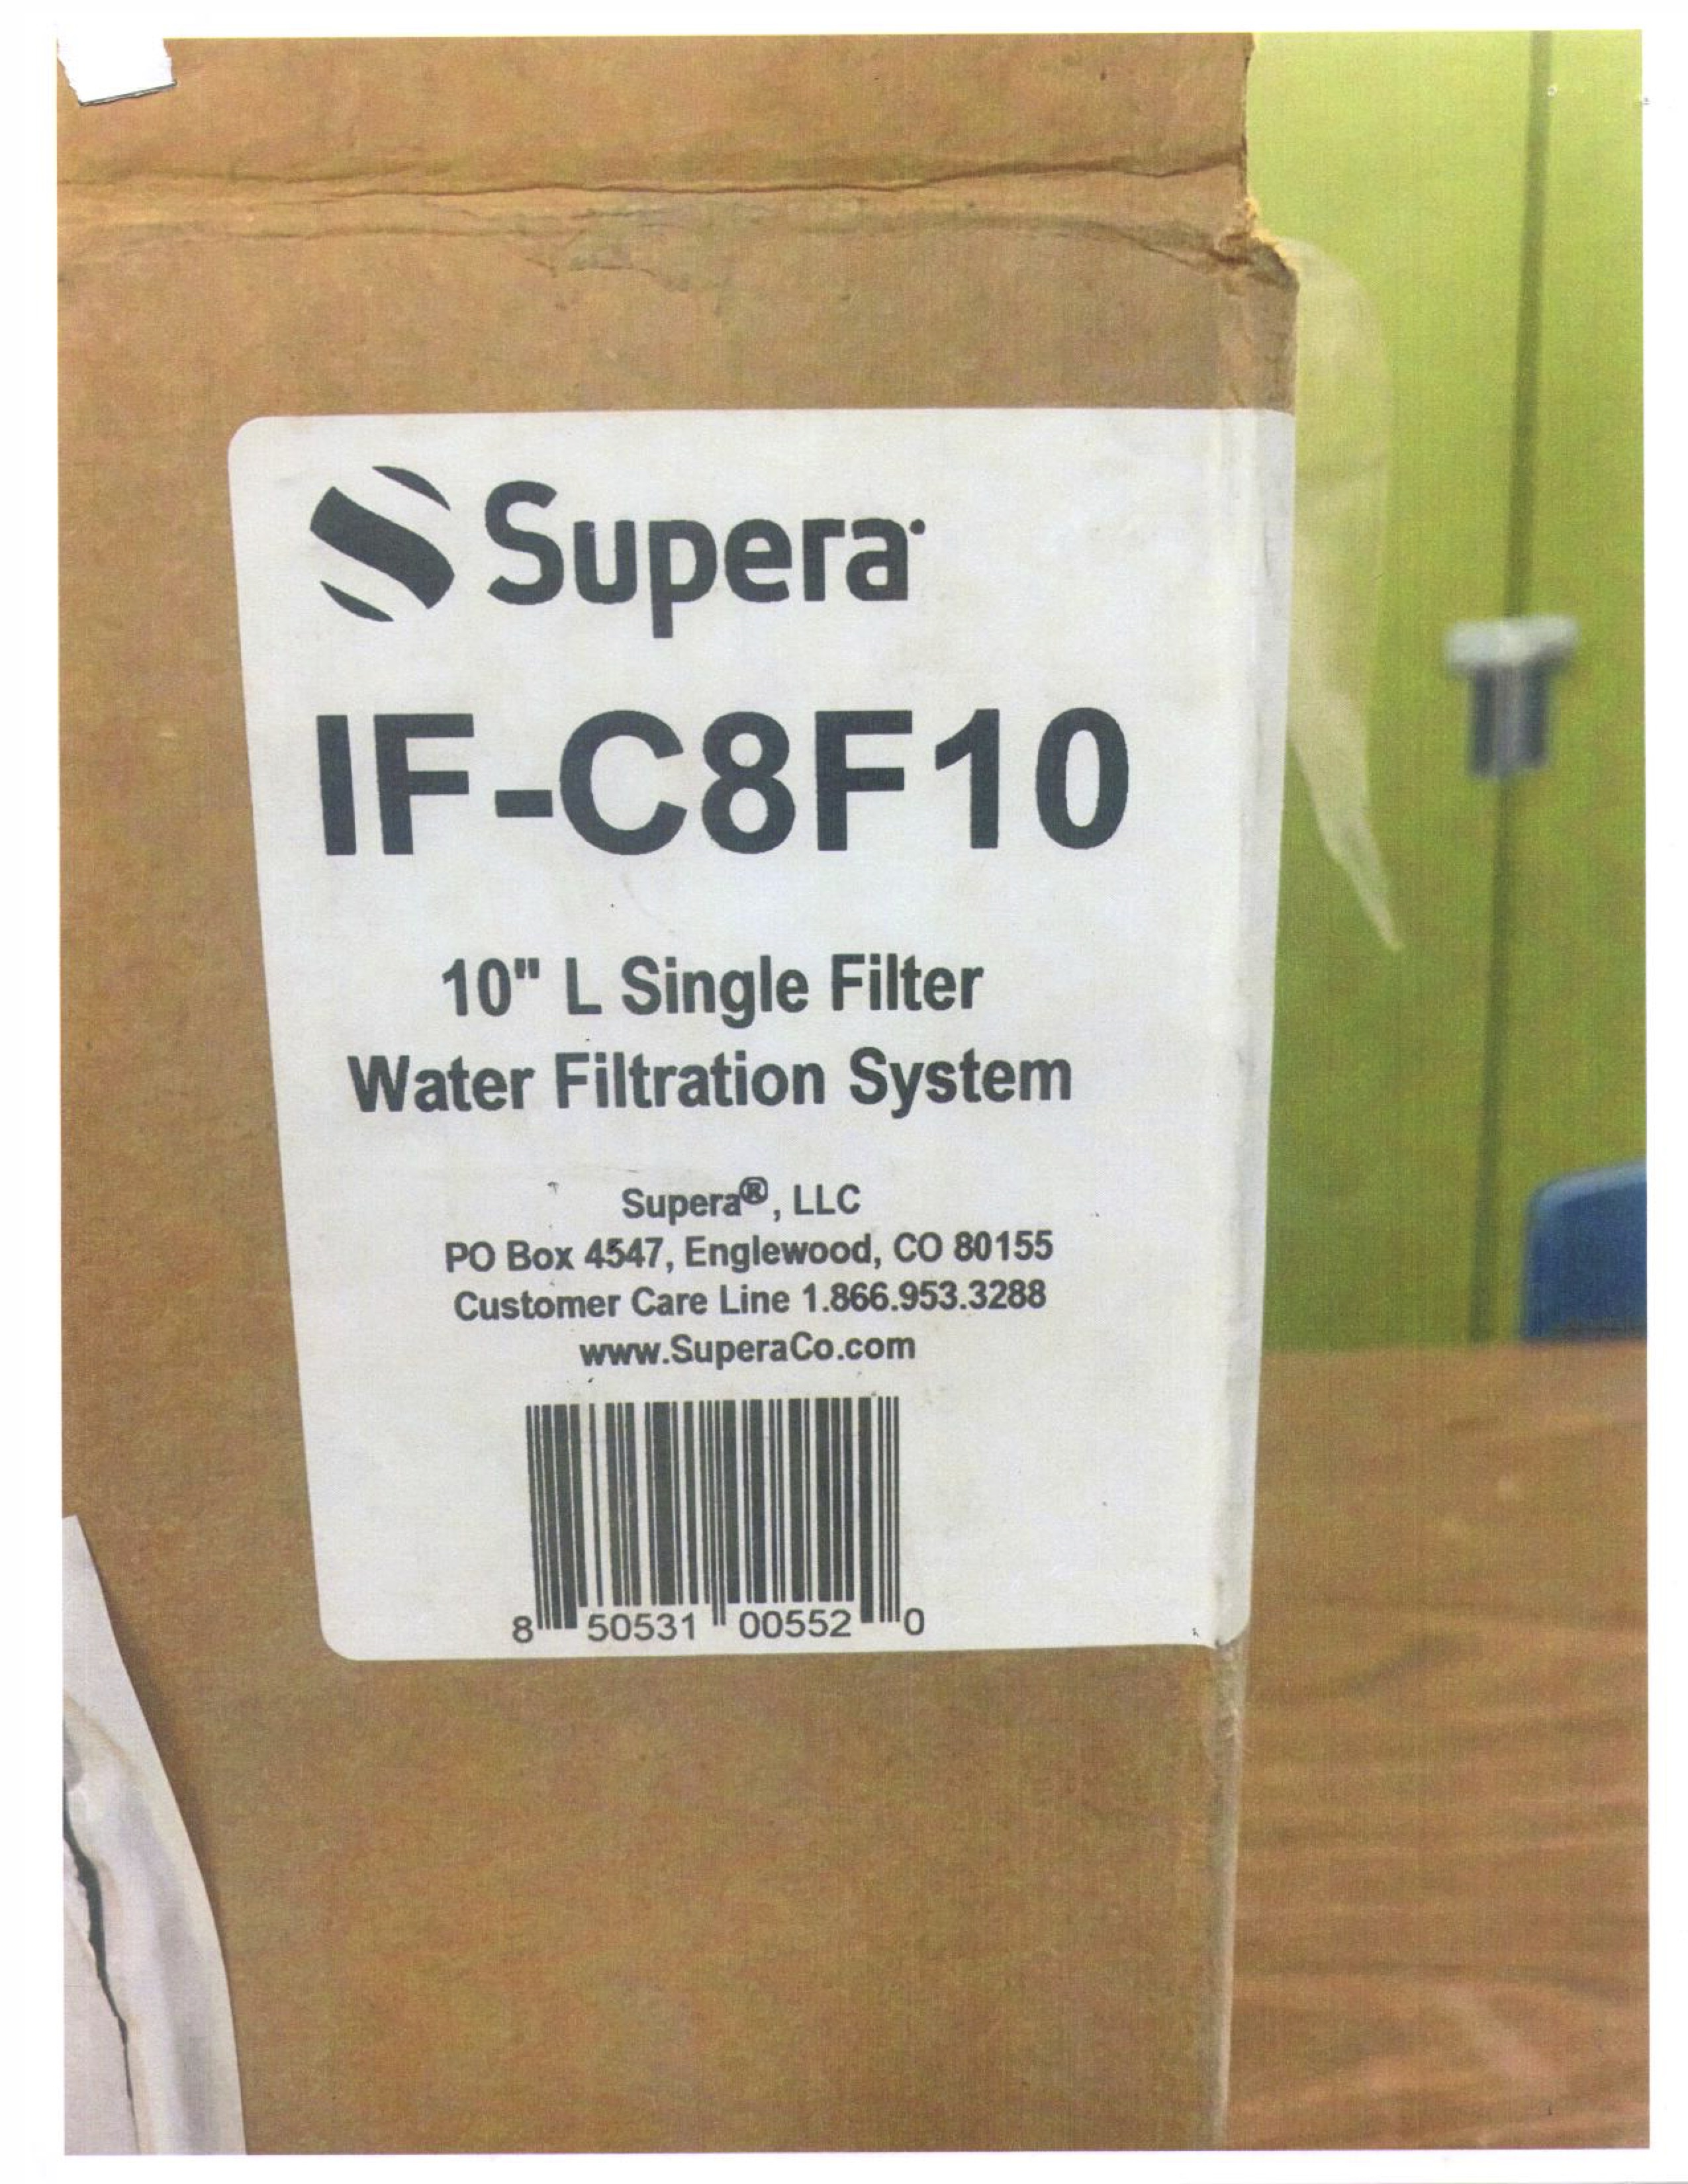 Supera
IF-C8F10
10" L Single Filter
Water Filtration System
Supera®, LLC
PO Box 4547, Englewood, CO 80155
Customer Care Line 1.866.953.3288
www.SuperaCo.com
8 50531 00552 0